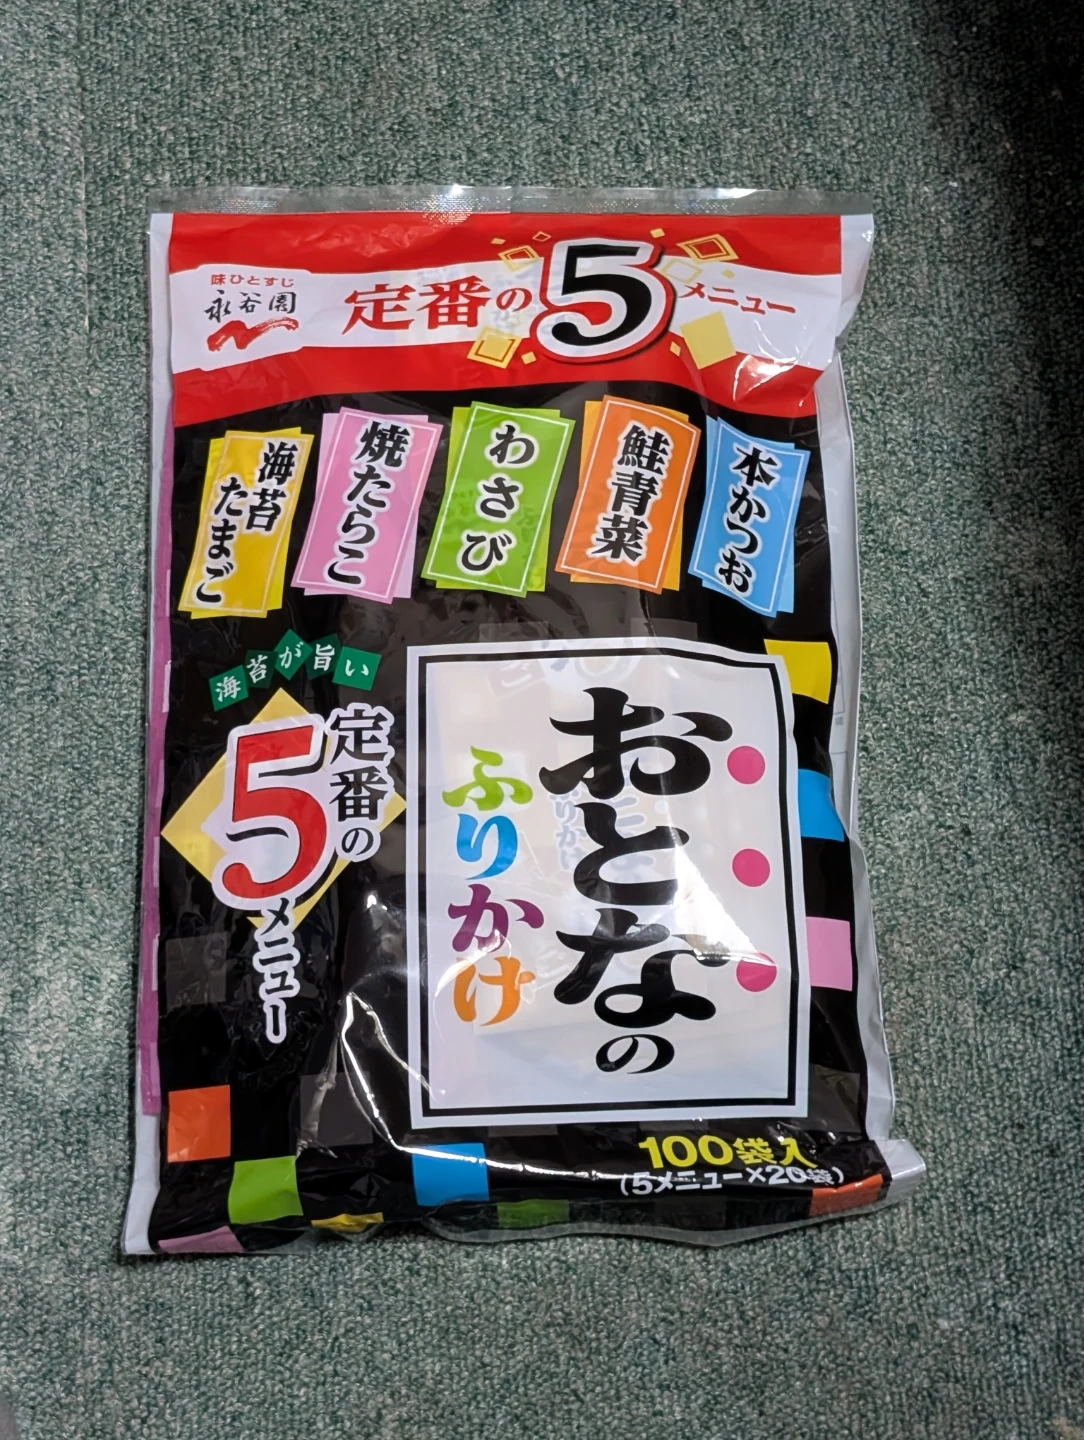 味ひとすじ
永谷園
定番の5メニュー
海苔
たまご
焼たらこ
わさび
鮭青菜
本かつお
海苔が旨い
定番の
5
メニュー
おとなの
ふりかけ
100袋入
(5メニュー×20袋)